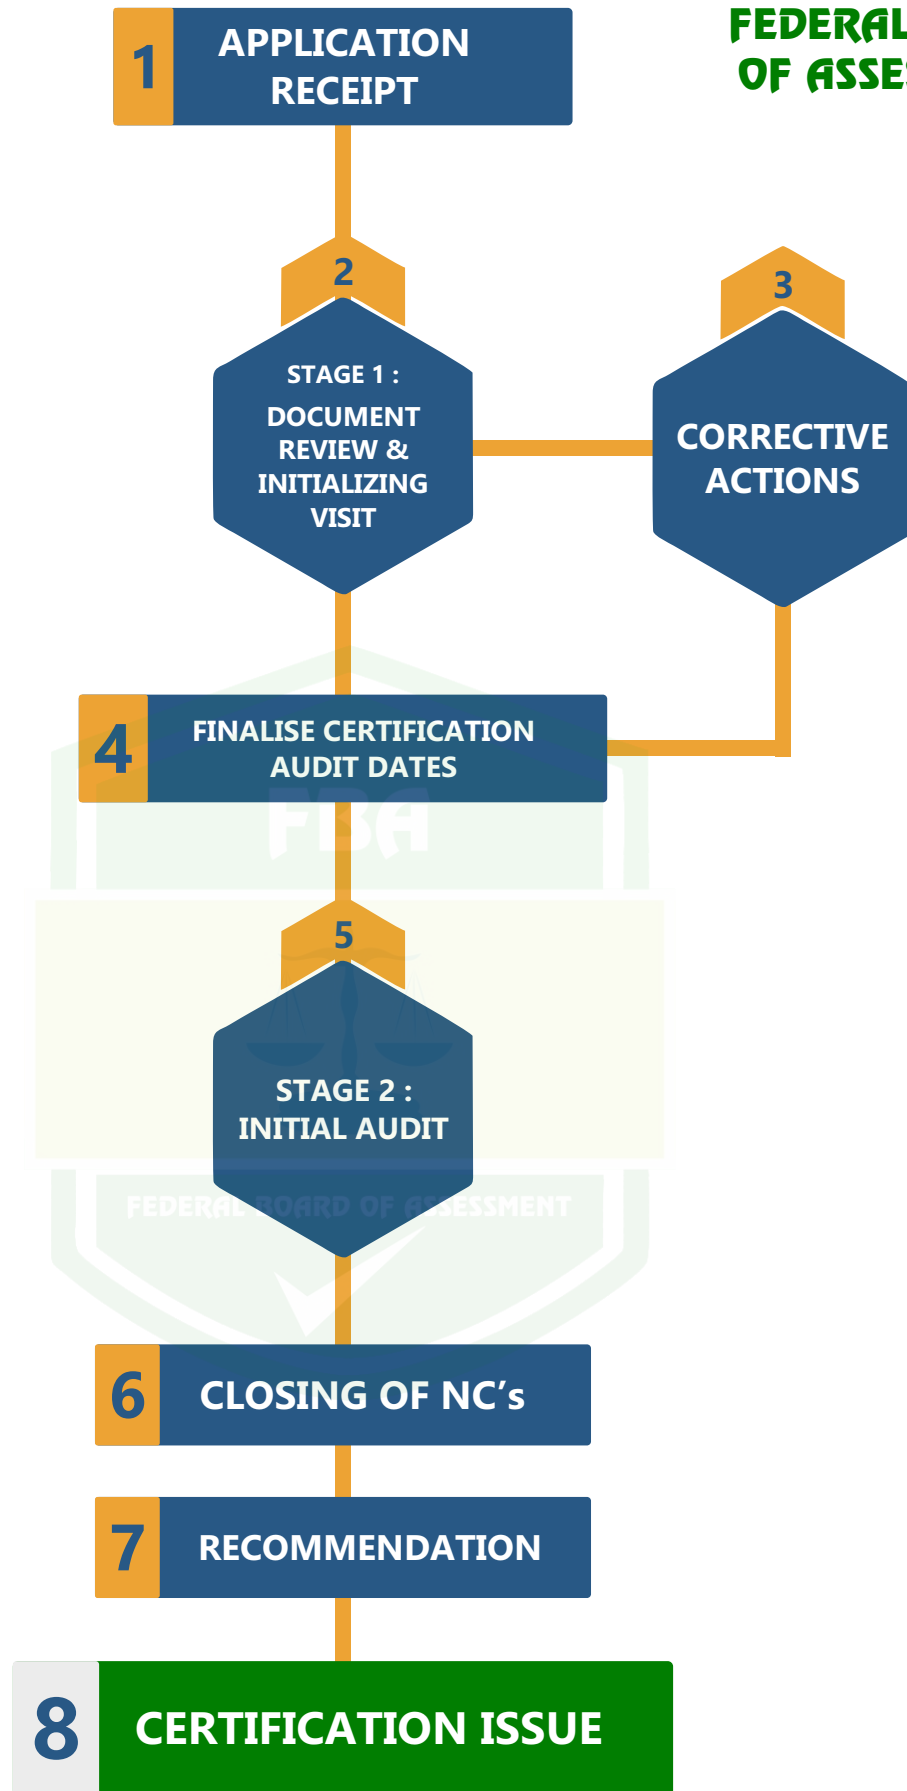 FEDERAL
OF ASSES
1
APPLICATION
RECEIPT
2
STAGE 1 :
DOCUMENT
REVIEW &
INITIALIZING
VISIT
3
CORRECTIVE
ACTIONS
4
FINALISE CERTIFICATION
AUDIT DATES
FBA
5
STAGE 2 :
INITIAL AUDIT
FEDERAL BOARD OF ASSESSMENT
6
CLOSING OF NC’s
7
RECOMMENDATION
8
CERTIFICATION ISSUE